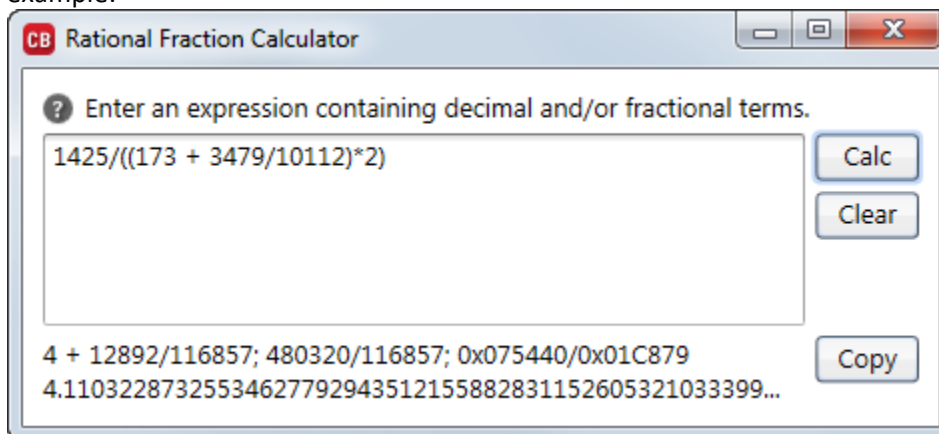 example:
CB Rational Fraction Calculator
? Enter an expression containing decimal and/or fractional terms.
1425/((173 + 3479/10112)*2)
Calc
Clear
4 + 12892/116857; 480320/116857; 0x075440/0x01C879
4.11032287325534627792943512155882831152605321033399...
Copy